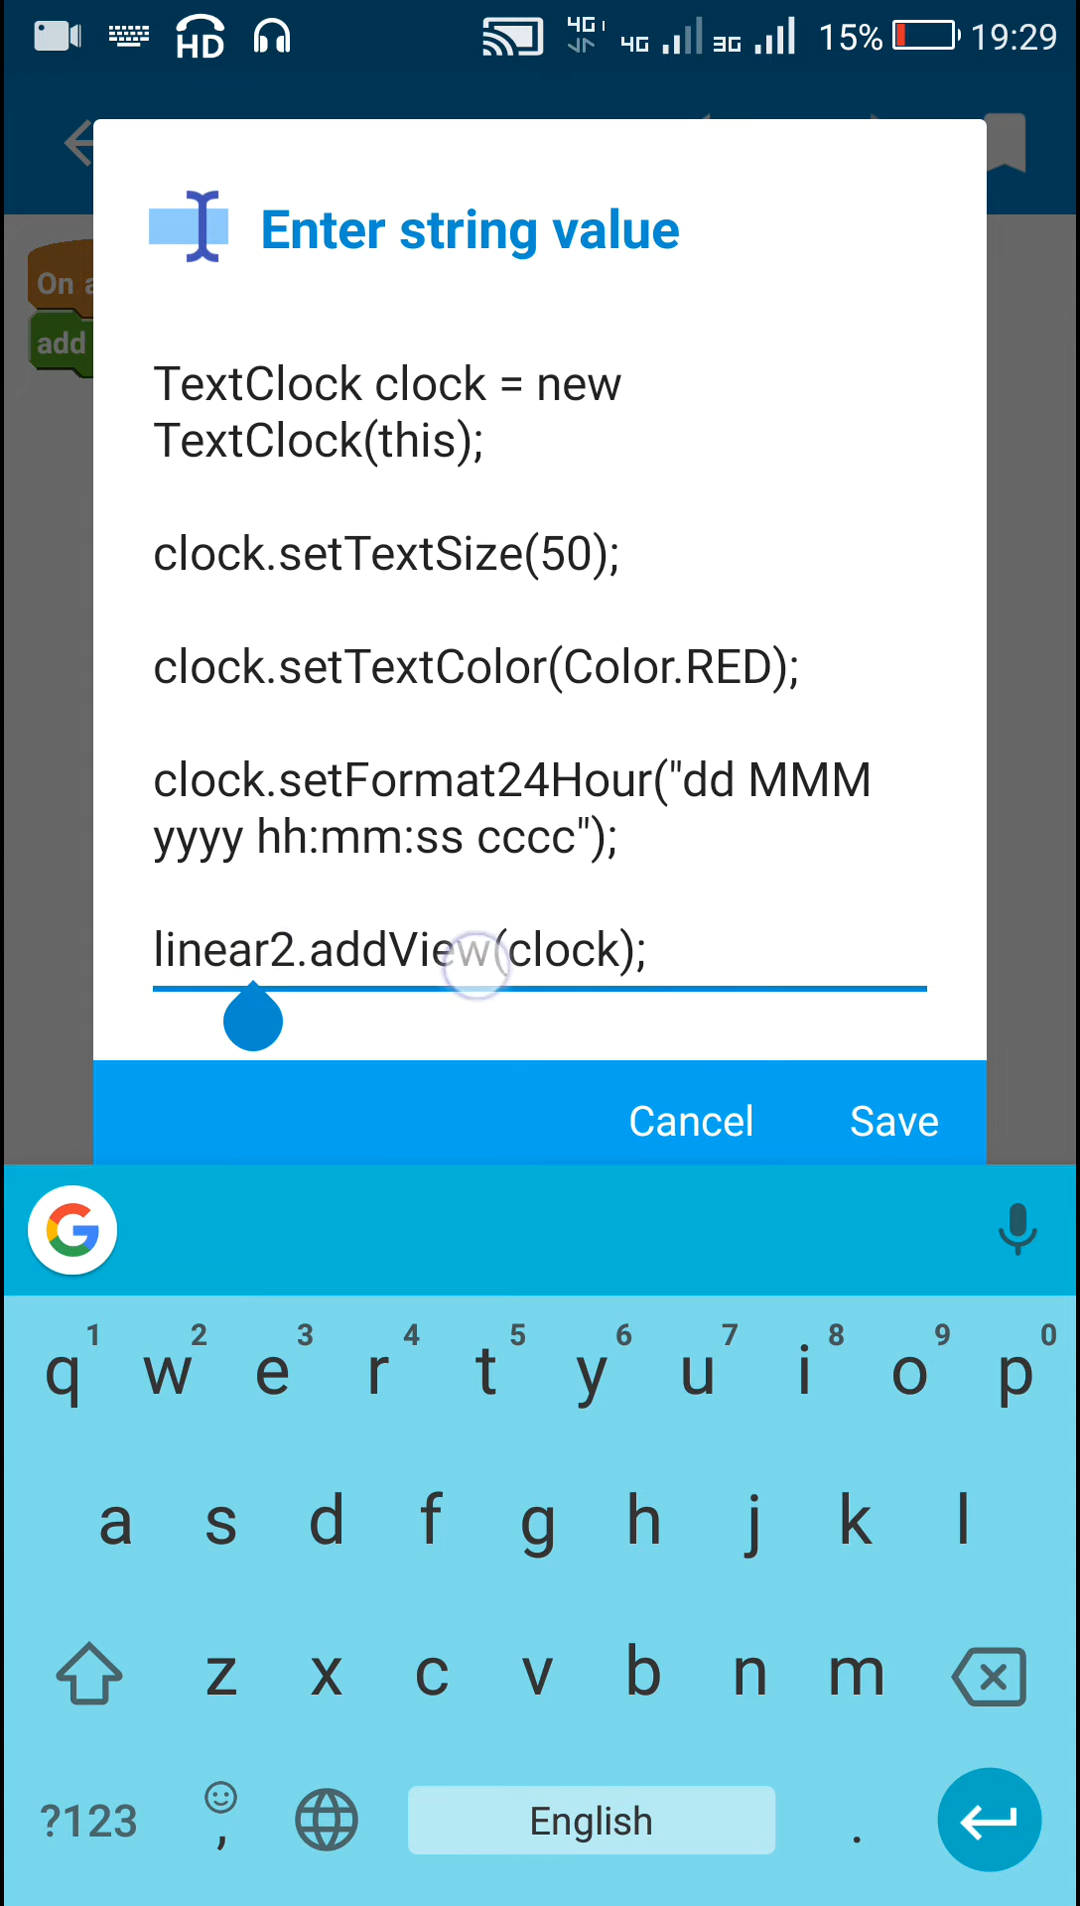 HD 4G 4G 3G 15% 19:29
Enter string value
On a
add
TextClock clock = new
TextClock(this);
clock.setTextSize(50);
clock.setTextColor(Color.RED);
clock.setFormat24Hour("dd MMM
yyyy hh:mm:ss cccc");
linear2.addView(clock);
Cancel Save
G
1 2 3 4 5 6 7 8 9 0
q w e r t y u i o p
a s d f g h j k l
z x c v b n m
?123 , English .